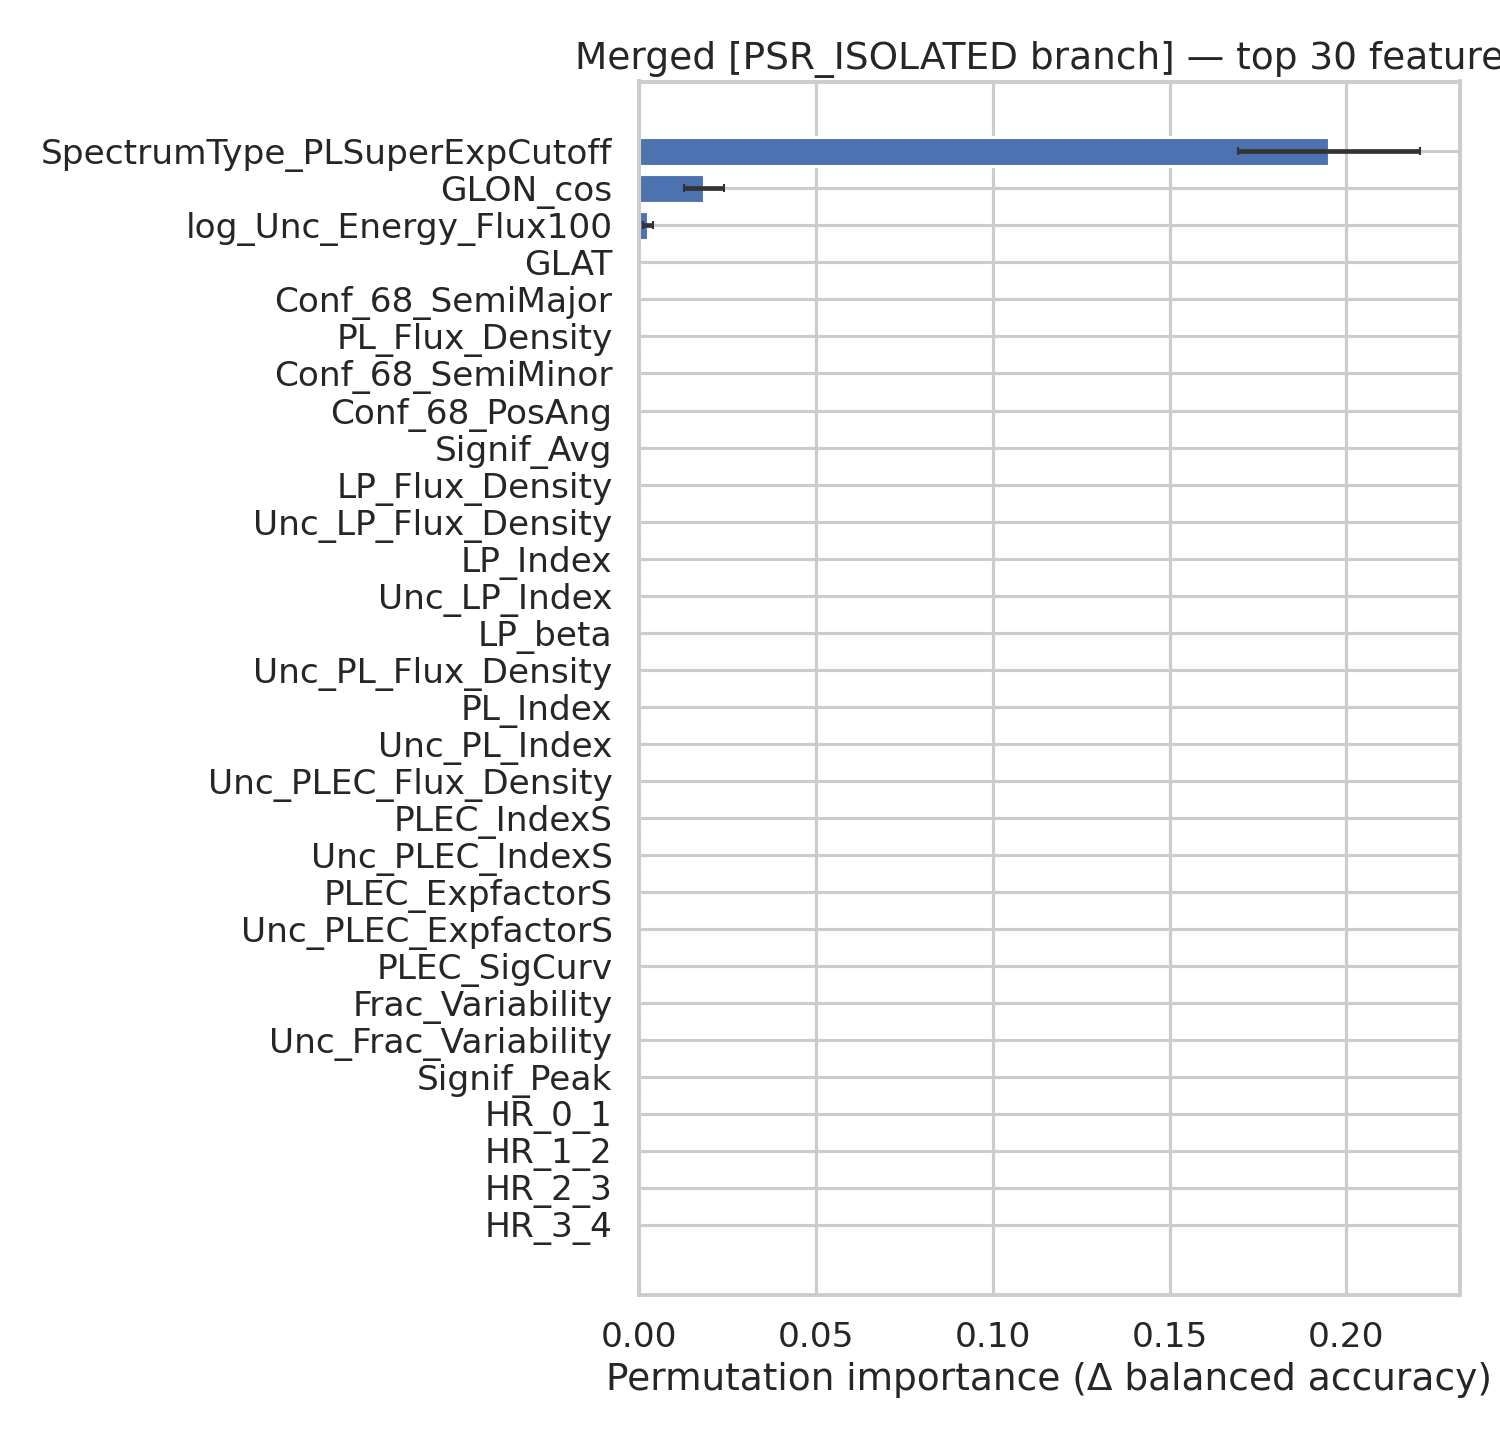 Merged [PSR_ISOLATED branch] — top 30 feature
SpectrumType_PLSuperExpCutoff
GLON_cos
log_Unc_Energy_Flux100
GLAT
Conf_68_SemiMajor
PL_Flux_Density
Conf_68_SemiMinor
Conf_68_PosAng
Signif_Avg
LP_Flux_Density
Unc_LP_Flux_Density
LP_Index
Unc_LP_Index
LP_beta
Unc_PL_Flux_Density
PL_Index
Unc_PL_Index
Unc_PLEC_Flux_Density
PLEC_IndexS
Unc_PLEC_IndexS
PLEC_ExpfactorS
Unc_PLEC_ExpfactorS
PLEC_SigCurv
Frac_Variability
Unc_Frac_Variability
Signif_Peak
HR_0_1
HR_1_2
HR_2_3
HR_3_4
0.00 0.05 0.10 0.15 0.20
Permutation importance (Δ balanced accuracy)